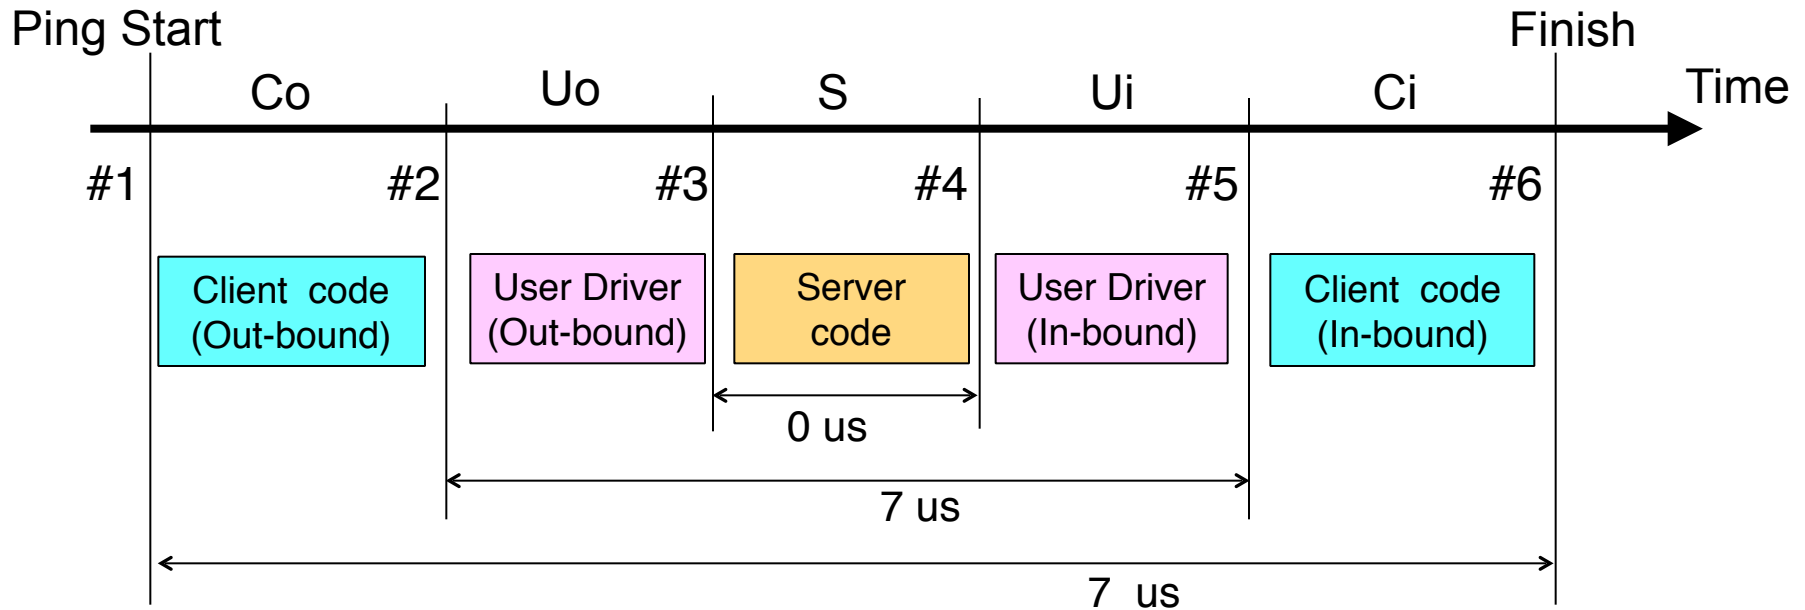 Ping Start
Finish
Co
Uo
S
Ui
Ci
Time
#1
#2
#3
#4
#5
#6
Client code
(Out-bound)
User Driver
(Out-bound)
Server
code
User Driver
(In-bound)
Client code
(In-bound)
0 us
7 us
7 us